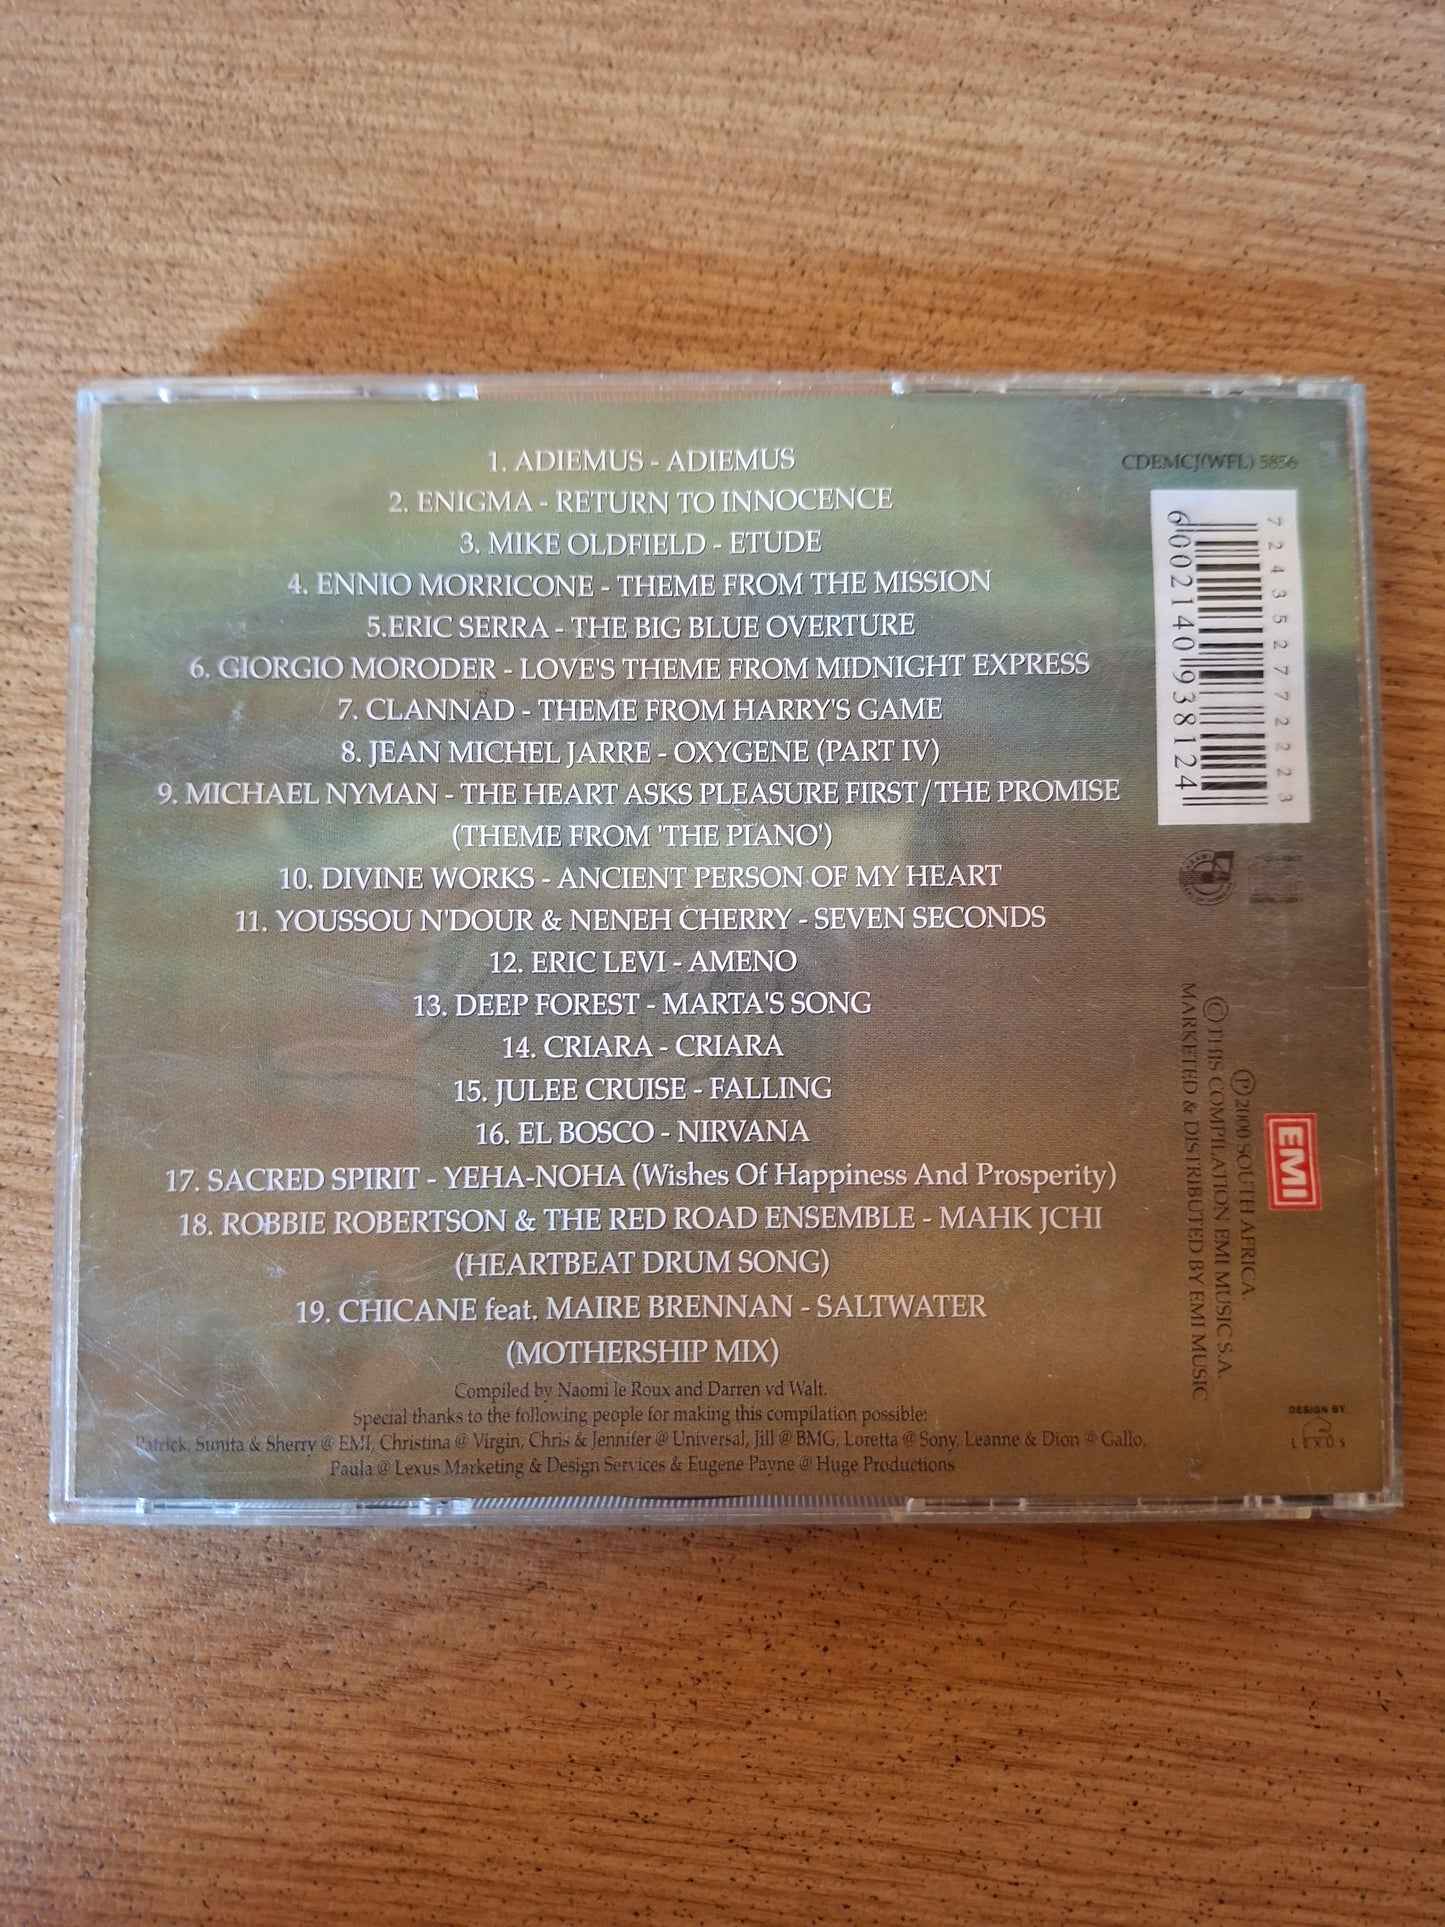 1. ADIEMUS - ADIEMUS
2. ENIGMA - RETURN TO INNOCENCE
3. MIKE OLDFIELD - ETUDE
4. ENNIO MORRICONE - THEME FROM THE MISSION
5.ERIC SERRA - THE BIG BLUE OVERTURE
6. GIORGIO MORODER - LOVE'S THEME FROM MIDNIGHT EXPRESS
7. CLANNAD - THEME FROM HARRY'S GAME
8. JEAN MICHEL JARRE - OXYGENE (PART IV)
9. MICHAEL NYMAN - THE HEART ASKS PLEASURE FIRST/THE PROMISE
(THEME FROM 'THE PIANO')
10. DIVINE WORKS - ANCIENT PERSON OF MY HEART
11. YOUSSOU N'DOUR & NENEH CHERRY - SEVEN SECONDS
12. ERIC LEVI - AMENO
13. DEEP FOREST - MARTA'S SONG
14. CRIARA - CRIARA
15. JULEE CRUISE - FALLING
16. EL BOSCO - NIRVANA
17. SACRED SPIRIT - YEHA-NOHA (Wishes Of Happiness And Prosperity)
18. ROBBIE ROBERTSON & THE RED ROAD ENSEMBLE - MAHK JCHI
(HEARTBEAT DRUM SONG)
19. CHICANE feat. MAIRE BRENNAN - SALTWATER
(MOTHERSHIP MIX)
Compiled by Naomi le Roux and Darren vd Walt.
Special thanks to the following people for making this compilation possible:
Patrick, Sunita & Sherry @ EMI, Christina @ Virgin, Chris & Jennifer @ Universal, Jill @ BMG, Loretta @ Sony, Leanne & Dion @ Gallo,
Paula @ Lexus Marketing & Design Services & Eugene Payne @ Huge Productions
CDEMCJ(WFL) 5856
7 24352 77222 3
6 002140 938124
EMI
Ⓟ 2000 SOUTH AFRICA.
© THIS COMPILATION EMI MUSIC S.A.
MARKETED & DISTRIBUTED BY EMI MUSIC
DESIGN BY
LEXUS